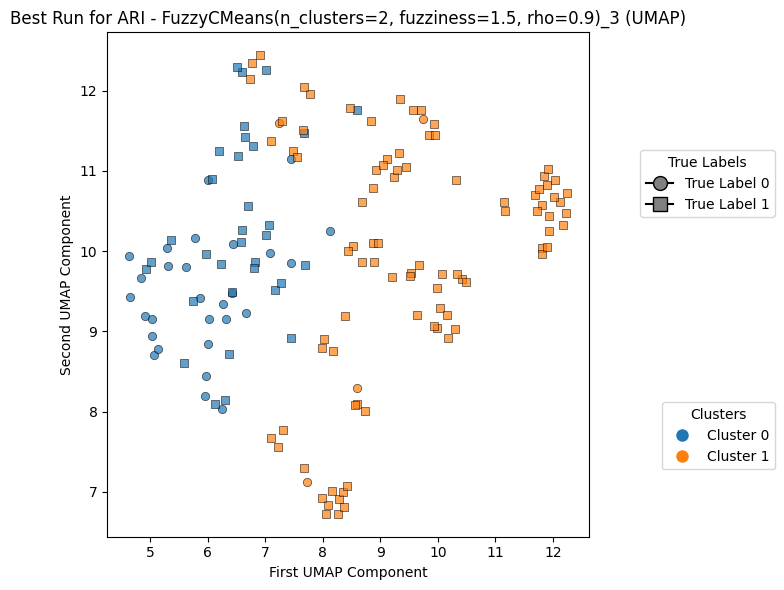 Best Run for ARI - FuzzyCMeans(n_clusters=2, fuzziness=1.5, rho=0.9)_3 (UMAP)
12
11
10
9
8
7
Second UMAP Component
5 6 7 8 9 10 11 12
First UMAP Component
True Labels
True Label 0
True Label 1
Clusters
Cluster 0
Cluster 1